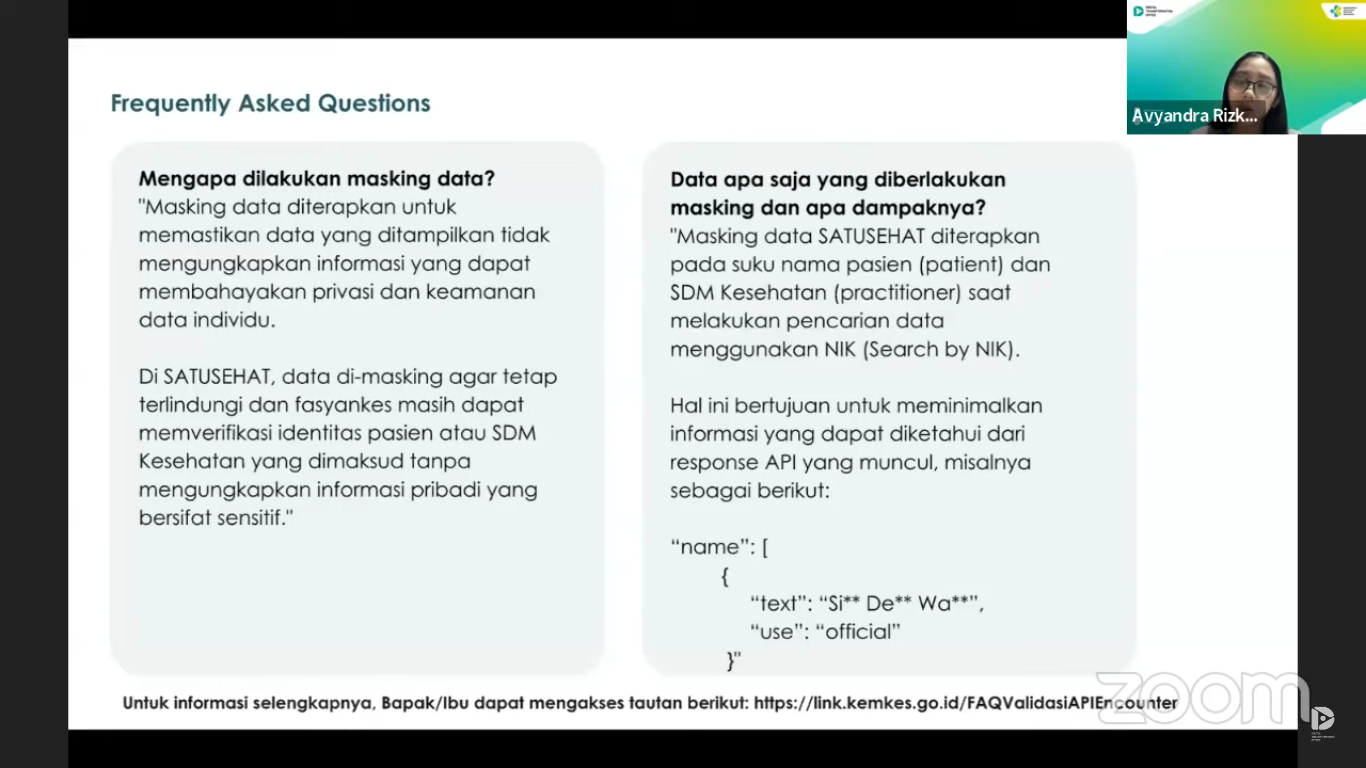 Frequently Asked Questions
Mengapa dilakukan masking data?
"Masking data diterapkan untuk
memastikan data yang ditampilkan tidak
mengungkapkan informasi yang dapat
membahayakan privasi dan keamanan
data individu.
Di SATUSEHAT, data di-masking agar tetap
terlindungi dan fasyankes masih dapat
memverifikasi identitas pasien atau SDM
Kesehatan yang dimaksud tanpa
mengungkapkan informasi pribadi yang
bersifat sensitif."
Data apa saja yang diberlakukan
masking dan apa dampaknya?
"Masking data SATUSEHAT diterapkan
pada suku nama pasien (patient) dan
SDM Kesehatan (practitioner) saat
melakukan pencarian data
menggunakan NIK (Search by NIK).
Hal ini bertujuan untuk meminimalkan
informasi yang dapat diketahui dari
response API yang muncul, misalnya
sebagai berikut:
“name”: [
{
“text”: “Si** De** Wa**”,
“use”: “official”
}"
Untuk informasi selengkapnya, Bapak/Ibu dapat mengakses tautan berikut: https://link.kemkes.go.id/FAQValidasiAPIEncounter
Avyandra Rizk...
zoom